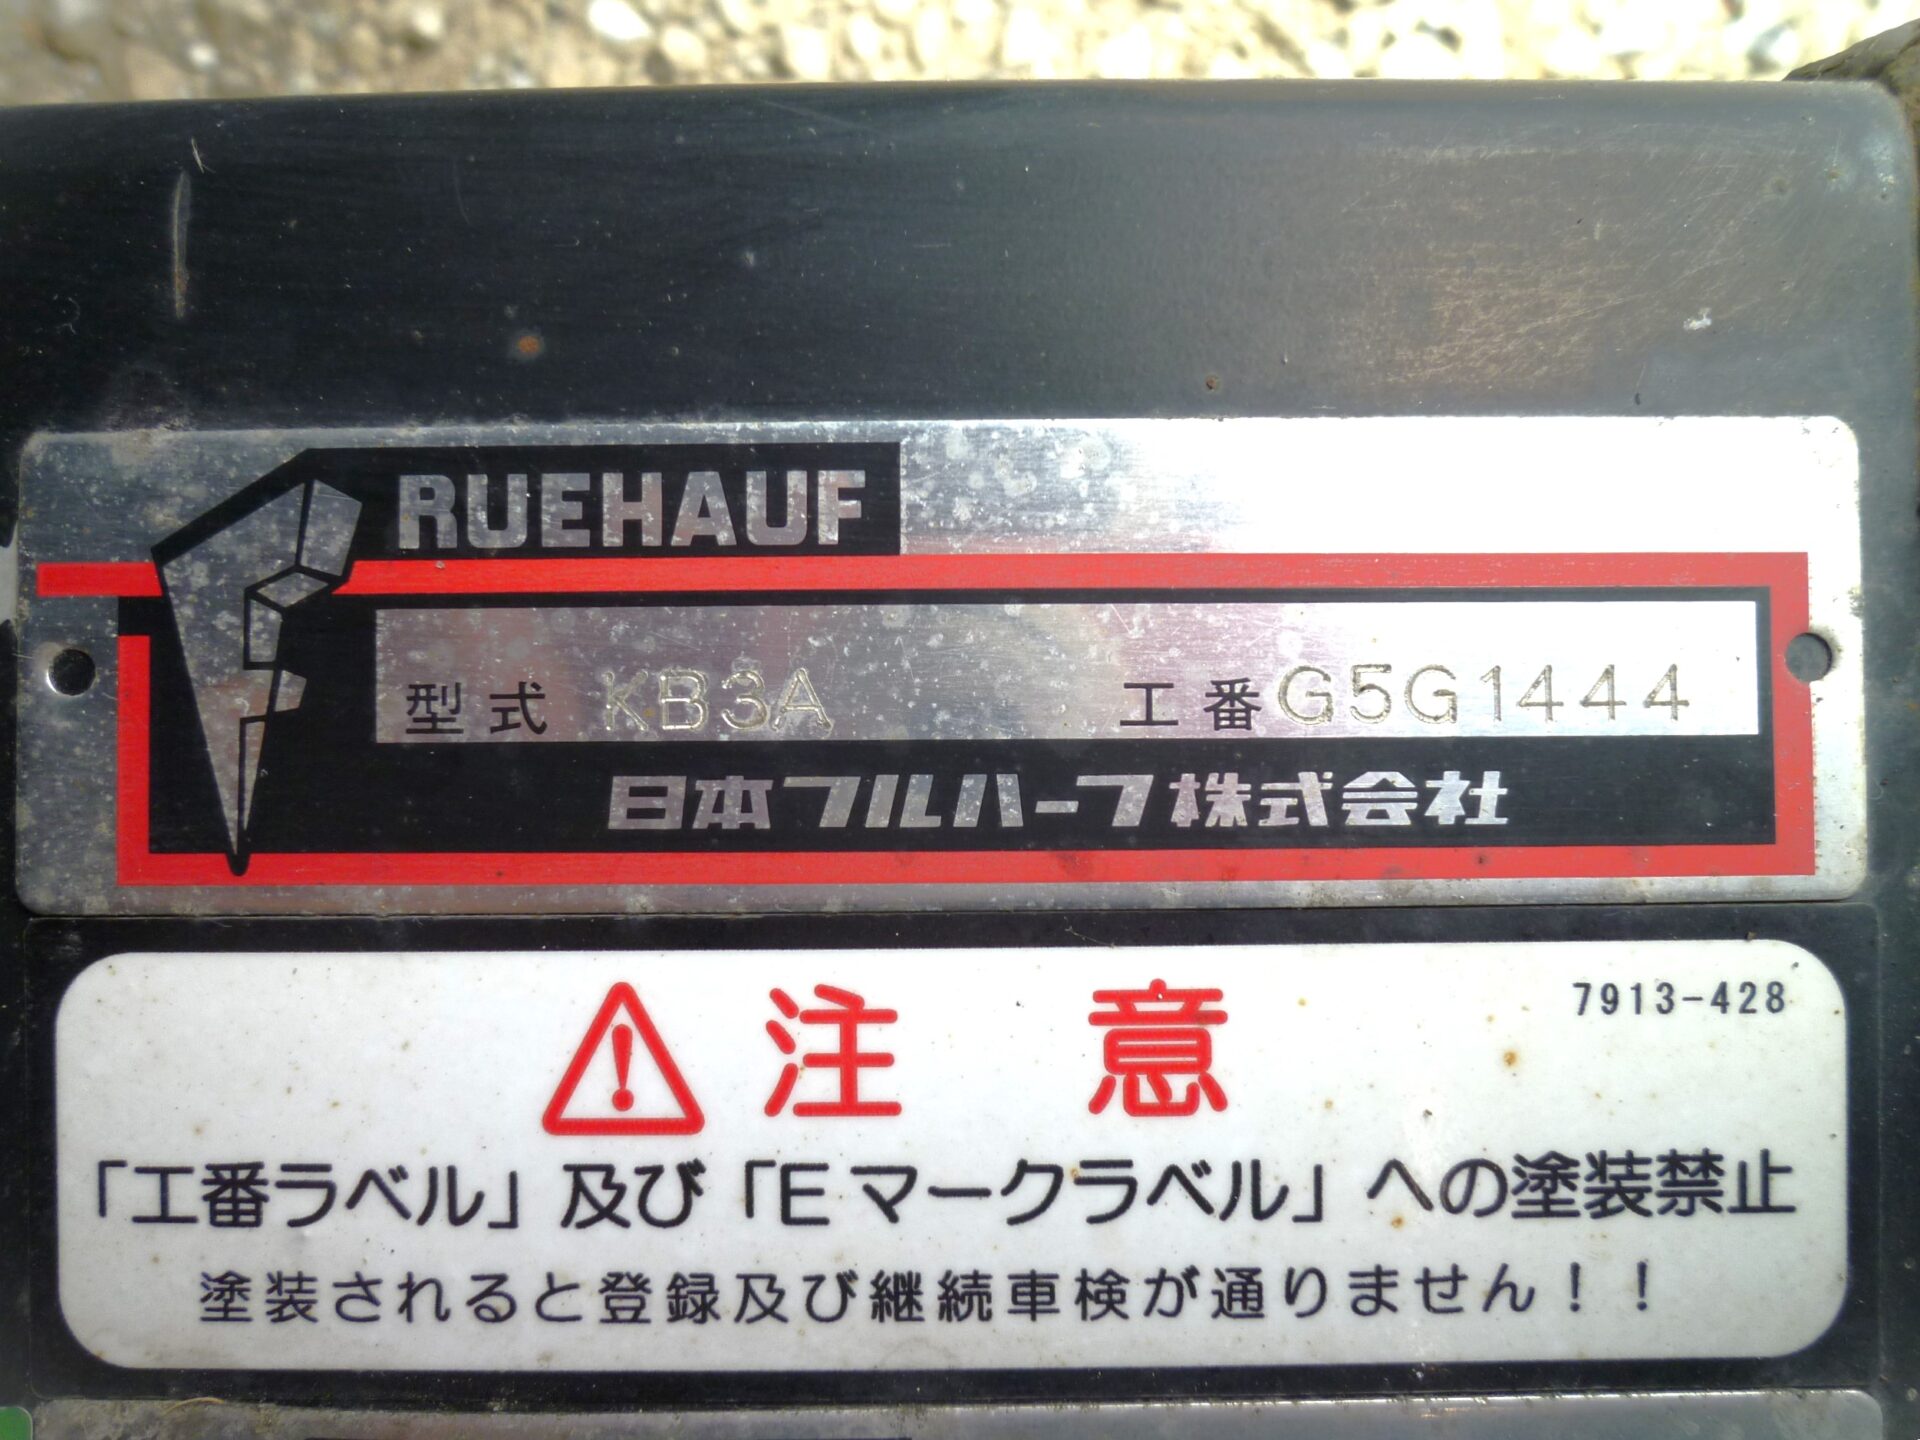 FRUEHAUF
型式 KB3A 工番 G5G1444
日本フルハーフ株式会社
7913-428
注意
「工番ラベル」及び「Eマークラベル」への塗装禁止
塗装されると登録及び継続車検が通りません！！